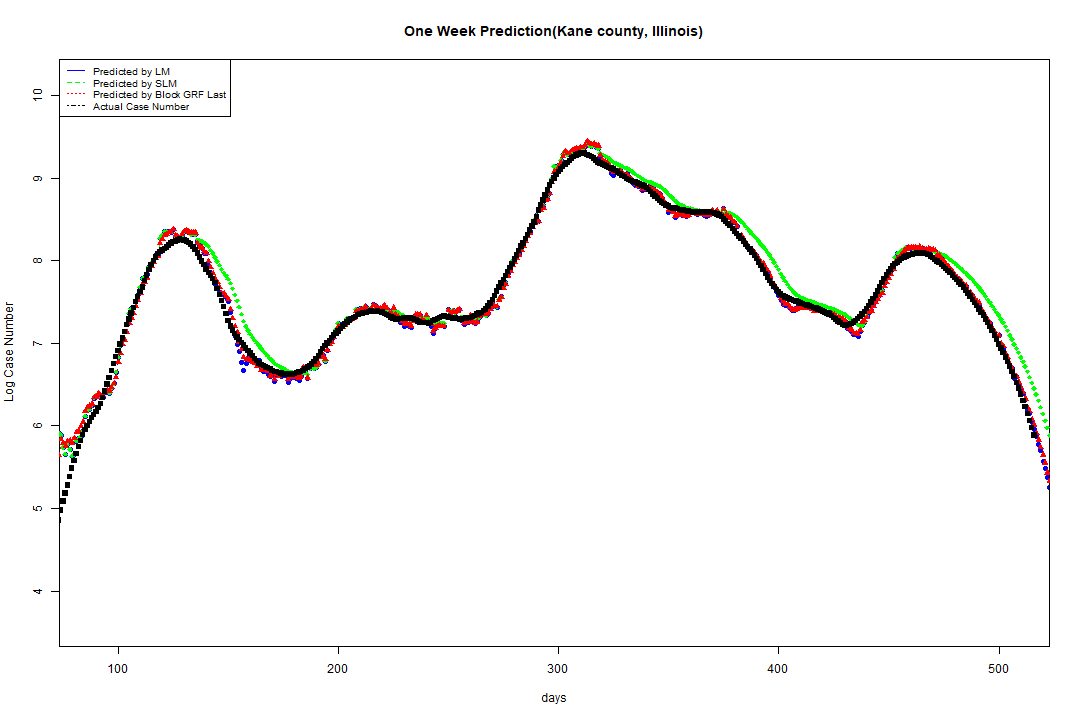 One Week Prediction(Kane county, Illinois)
Predicted by LM
Predicted by SLM
Predicted by Block GRF Last
Actual Case Number
10
9
8
7
6
5
4
Log Case Number
100 200 300 400 500
days